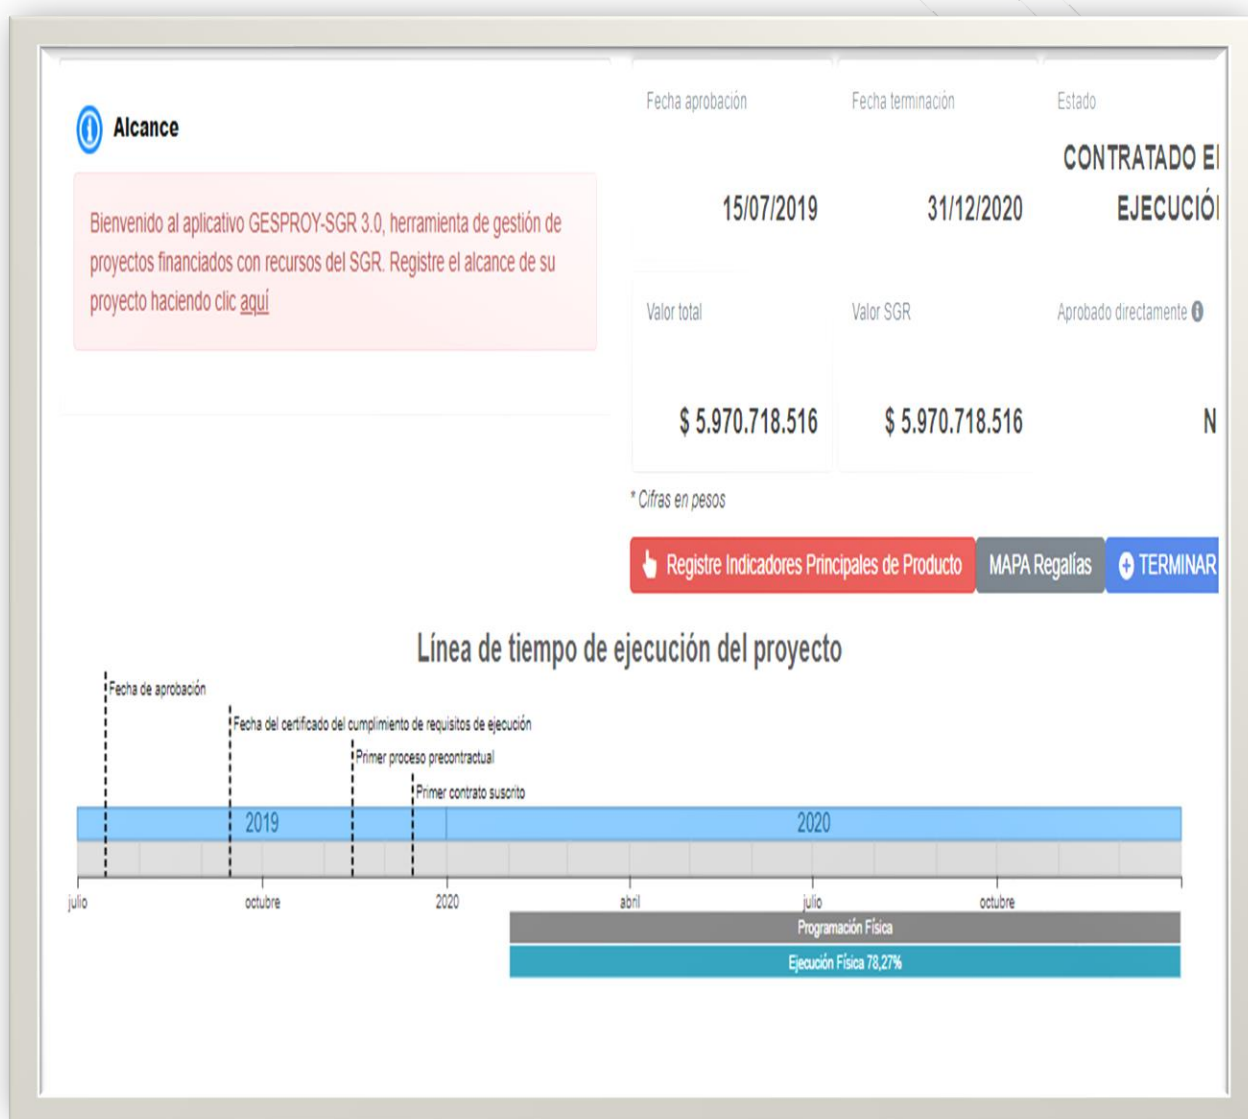 Alcance
Bienvenido al aplicativo GESPROY-SGR 3.0, herramienta de gestión de
proyectos financiados con recursos del SGR. Registre el alcance de su
proyecto haciendo clic aquí
Fecha aprobación
15/07/2019
Fecha terminación
31/12/2020
Estado
CONTRATADO E
EJECUCIÓ
Valor total
$ 5.970.718.516
Valor SGR
$ 5.970.718.516
Aprobado directamente
N
* Cifras en pesos
Registre Indicadores Principales de Producto
MAPA Regalías
TERMINAR
Línea de tiempo de ejecución del proyecto
Fecha de aprobación
Fecha del certificado del cumplimiento de requisitos de ejecución
Primer proceso precontractual
Primer contrato suscrito
2019 2020
julio octubre 2020 abril julio octubre
Programación Física
Ejecución Física 78,27%